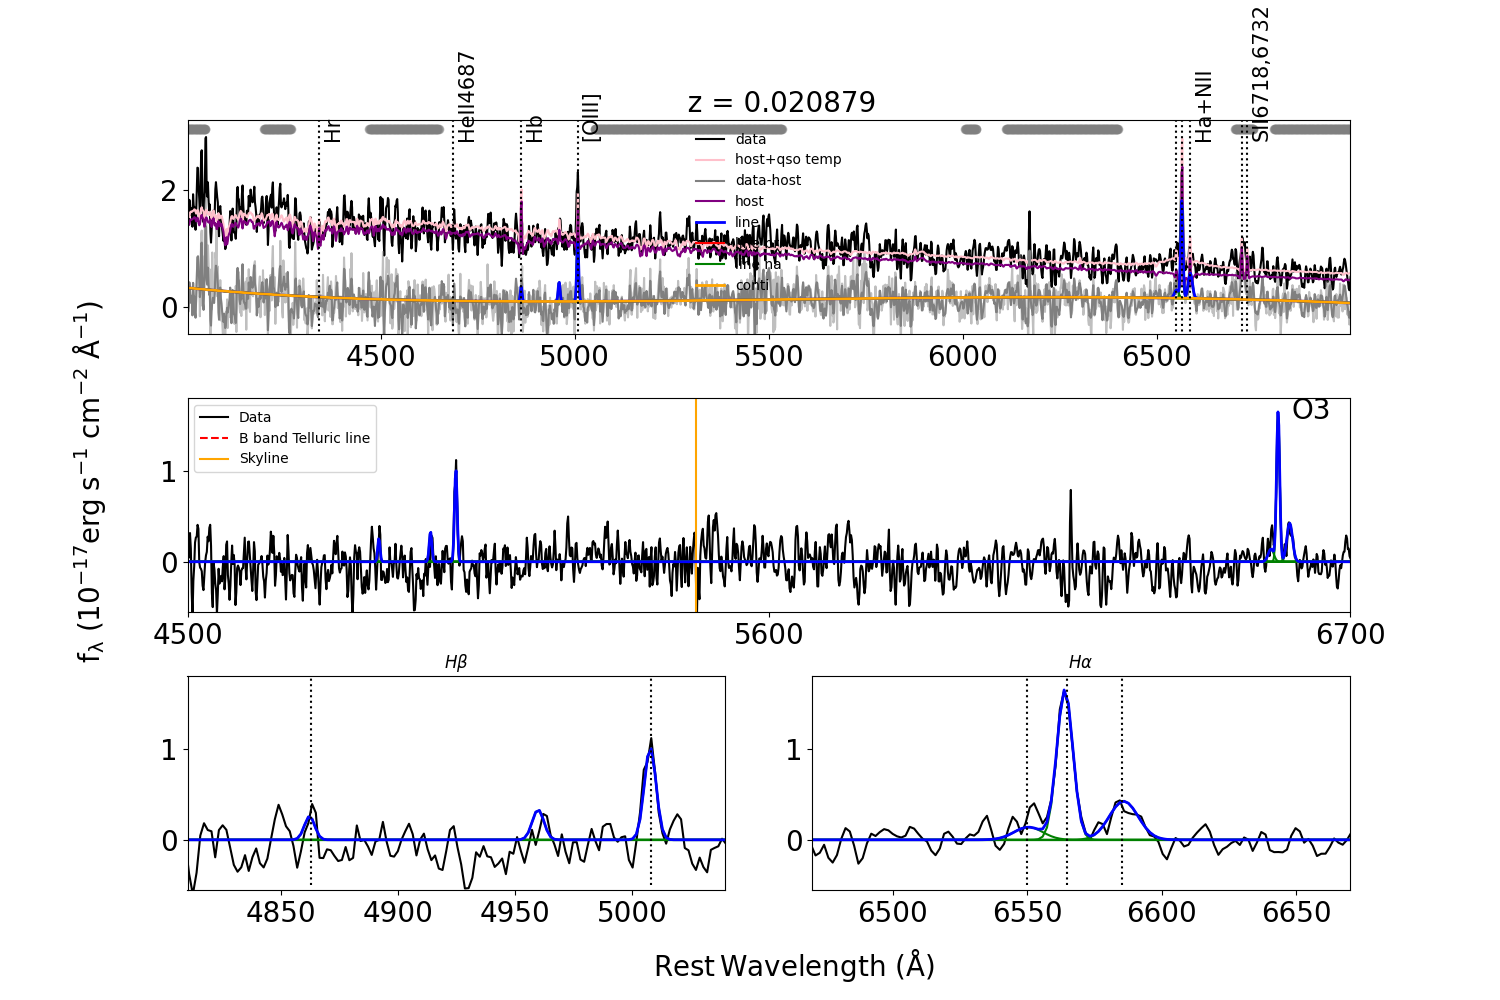 z = 0.020879
Hr
HeII4687
Hb
[OIII]
Ha+NII
SII6718,6732
data
host+qso temp
data-host
host
line
conti
2
0
4500 5000 5500 6000 6500
f_λ (10⁻¹⁷erg s⁻¹ cm⁻² Å⁻¹)
Data
B band Telluric line
Skyline
O3
1
0
4500 5600 6700
Hβ
1
0
4850 4900 4950 5000
Hα
1
0
6500 6550 6600 6650
Rest Wavelength (Å)